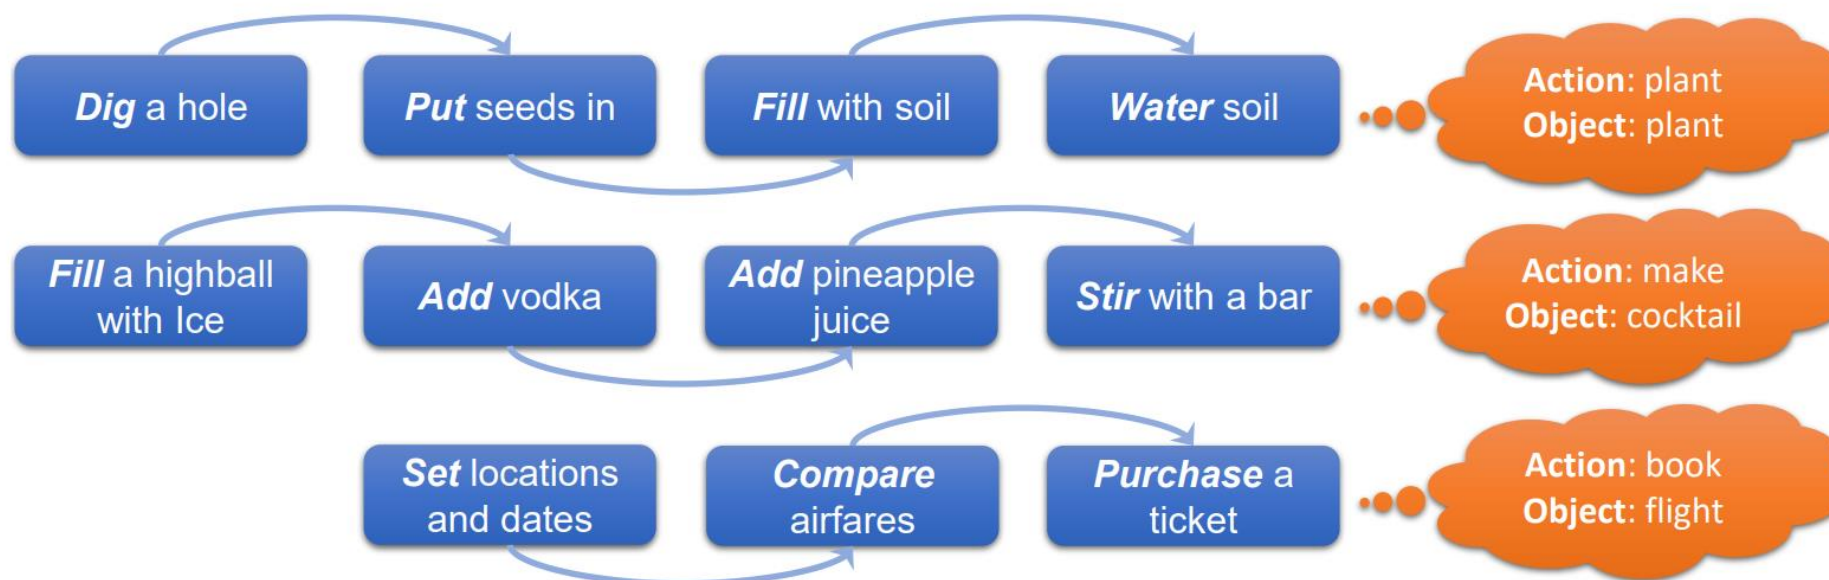 Dig a hole
Put seeds in
Fill with soil
Water soil
Action: plant
Object: plant
Fill a highball
with Ice
Add vodka
Add pineapple
juice
Stir with a bar
Action: make
Object: cocktail
Set locations
and dates
Compare
airfares
Purchase a
ticket
Action: book
Object: flight